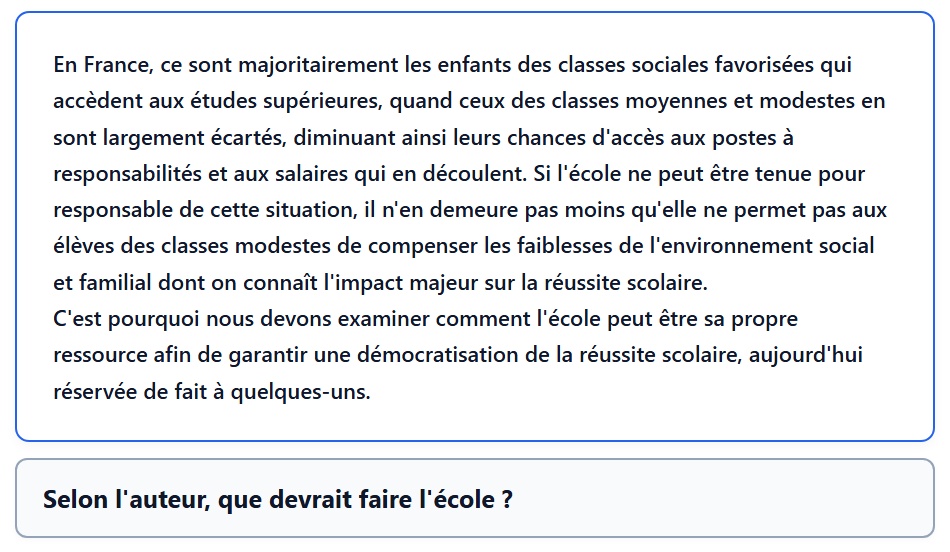 En France, ce sont majoritairement les enfants des classes sociales favorisées qui
accèdent aux études supérieures, quand ceux des classes moyennes et modestes en
sont largement écartés, diminuant ainsi leurs chances d'accès aux postes à
responsabilités et aux salaires qui en découlent. Si l'école ne peut être tenue pour
responsable de cette situation, il n'en demeure pas moins qu'elle ne permet pas aux
élèves des classes modestes de compenser les faiblesses de l'environnement social
et familial dont on connaît l'impact majeur sur la réussite scolaire.
C'est pourquoi nous devons examiner comment l'école peut être sa propre
ressource afin de garantir une démocratisation de la réussite scolaire, aujourd'hui
réservée de fait à quelques-uns.
Selon l'auteur, que devrait faire l'école ?